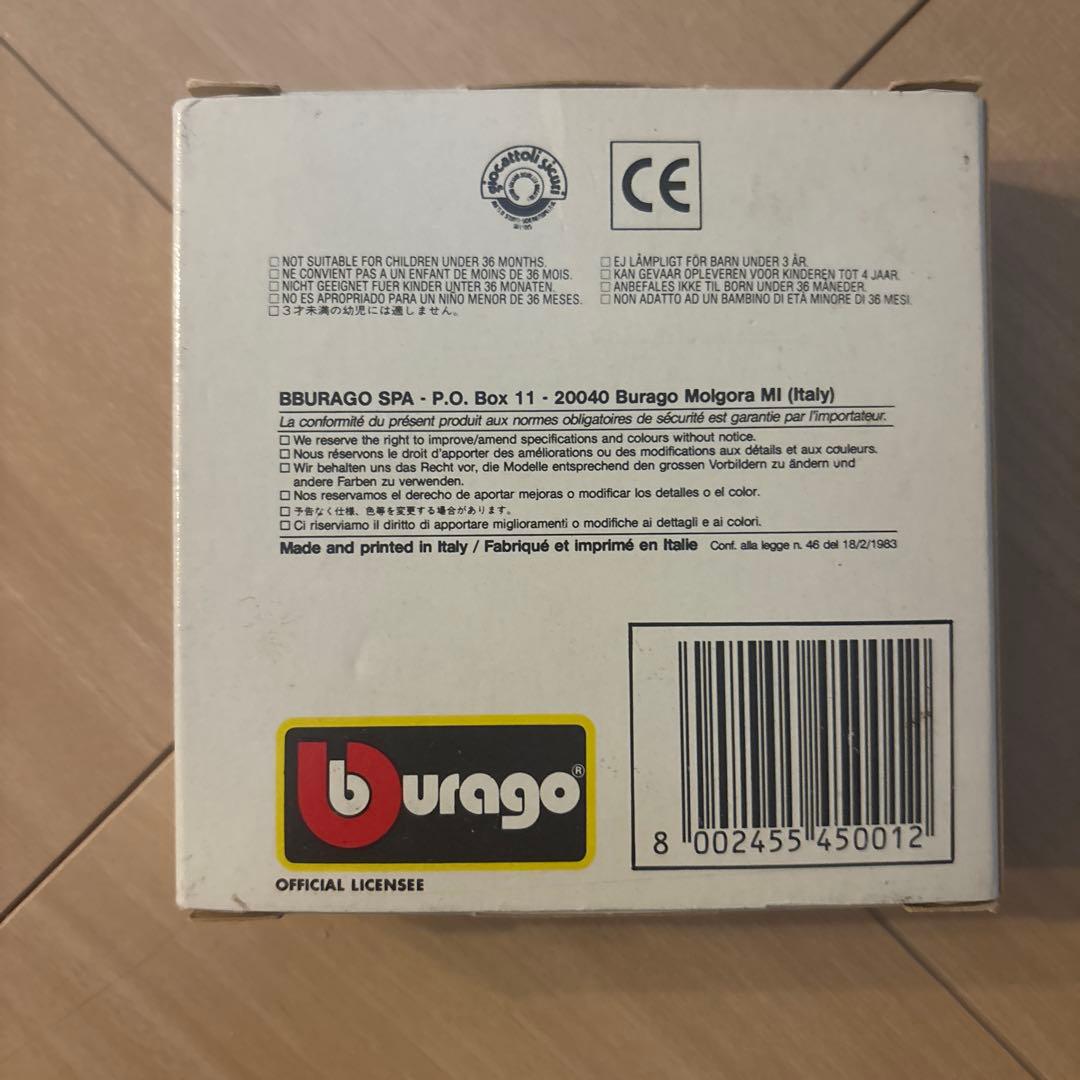 giocattoli sicuri
CE
□ NOT SUITABLE FOR CHILDREN UNDER 36 MONTHS.
□ NE CONVIENT PAS A UN ENFANT DE MOINS DE 36 MOIS.
□ NICHT GEEIGNET FUER KINDER UNTER 36 MONATEN.
□ NO ES APROPRIADO PARA UN NIÑO MENOR DE 36 MESES.
□ 3才未満の幼児には適しません。
□ EJ LÄMPLIGT FÖR BARN UNDER 3 ÅR.
□ KAN GEVAAR OPLEVEREN VOOR KINDEREN TOT 4 JAAR.
□ ANBEFALES IKKE TIL BORN UNDER 36 MÅNEDER.
□ NON ADATTO AD UN BAMBINO DI ETÀ MINORE DI 36 MESI.
BBURAGO SPA - P.O. Box 11 - 20040 Burago Molgora MI (Italy)
La conformité du présent produit aux normes obligatoires de sécurité est garantie par l'importateur.
□ We reserve the right to improve/amend specifications and colours without notice.
□ Nous réservons le droit d'apporter des améliorations ou des modifications aux détails et aux couleurs.
□ Wir behalten uns das Recht vor, die Modelle entsprechend den grossen Vorbildern zu ändern und
andere Farben zu verwenden.
□ Nos reservamos el derecho de aportar mejoras o modificar los detalles o el color.
□ 予告なく仕様、色等を変更する場合があります。
□ Ci riserviamo il diritto di apportare miglioramenti o modifiche ai dettagli e ai colori.
Made and printed in Italy / Fabriqué et imprimé en Italie Conf. alla legge n. 46 del 18/2/1983
bburago®
OFFICIAL LICENSEE
8 002455 450012